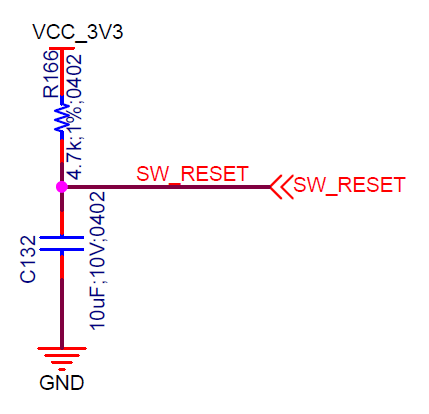 VCC_3V3
R166
4.7k;1%;0402
SW_RESET
SW_RESET
C132
10uF;10V;0402
GND